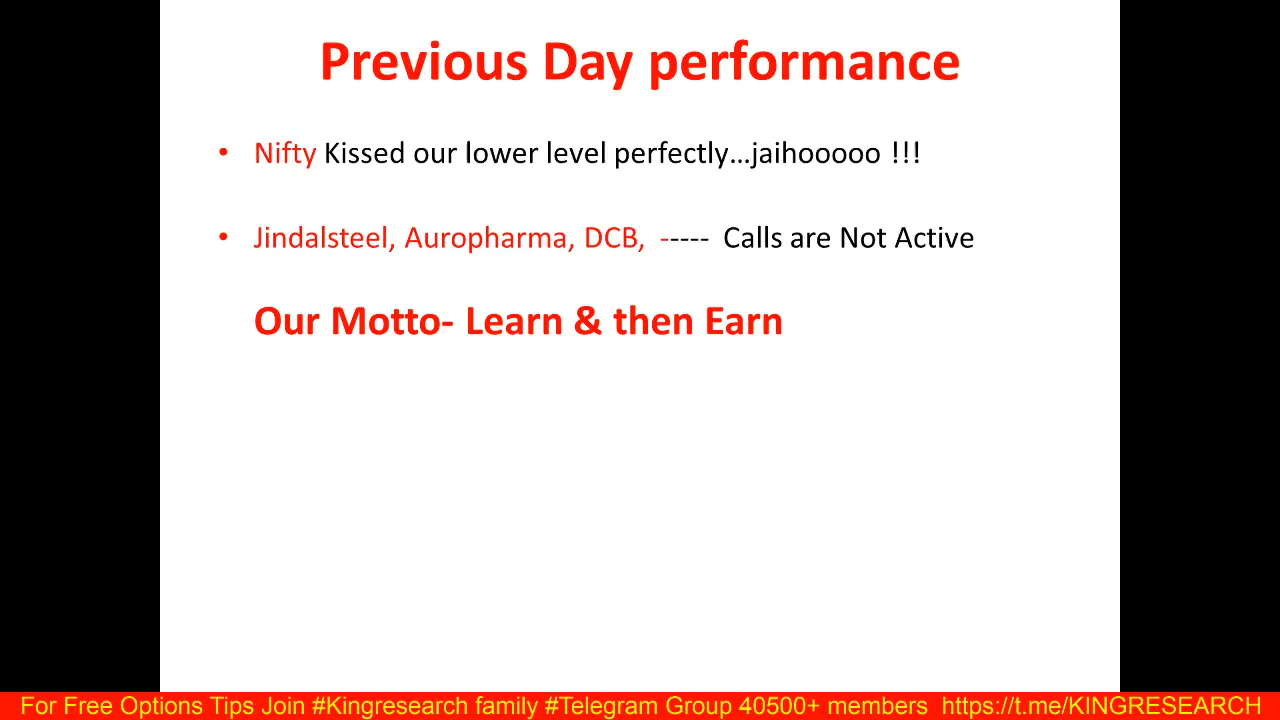 Previous Day performance
• Nifty Kissed our lower level perfectly...jaihooooo !!!
• Jindalsteel, Auropharma, DCB, ----- Calls are Not Active
Our Motto- Learn & then Earn
For Free Options Tips Join #Kingresearch family #Telegram Group 40500+ members https://t.me/KINGRESEARCH